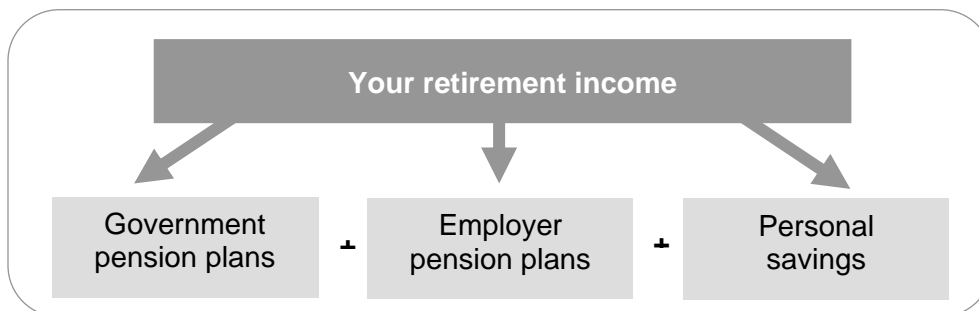 Your retirement income
Government
pension plans
+
Employer
pension plans
+
Personal
savings